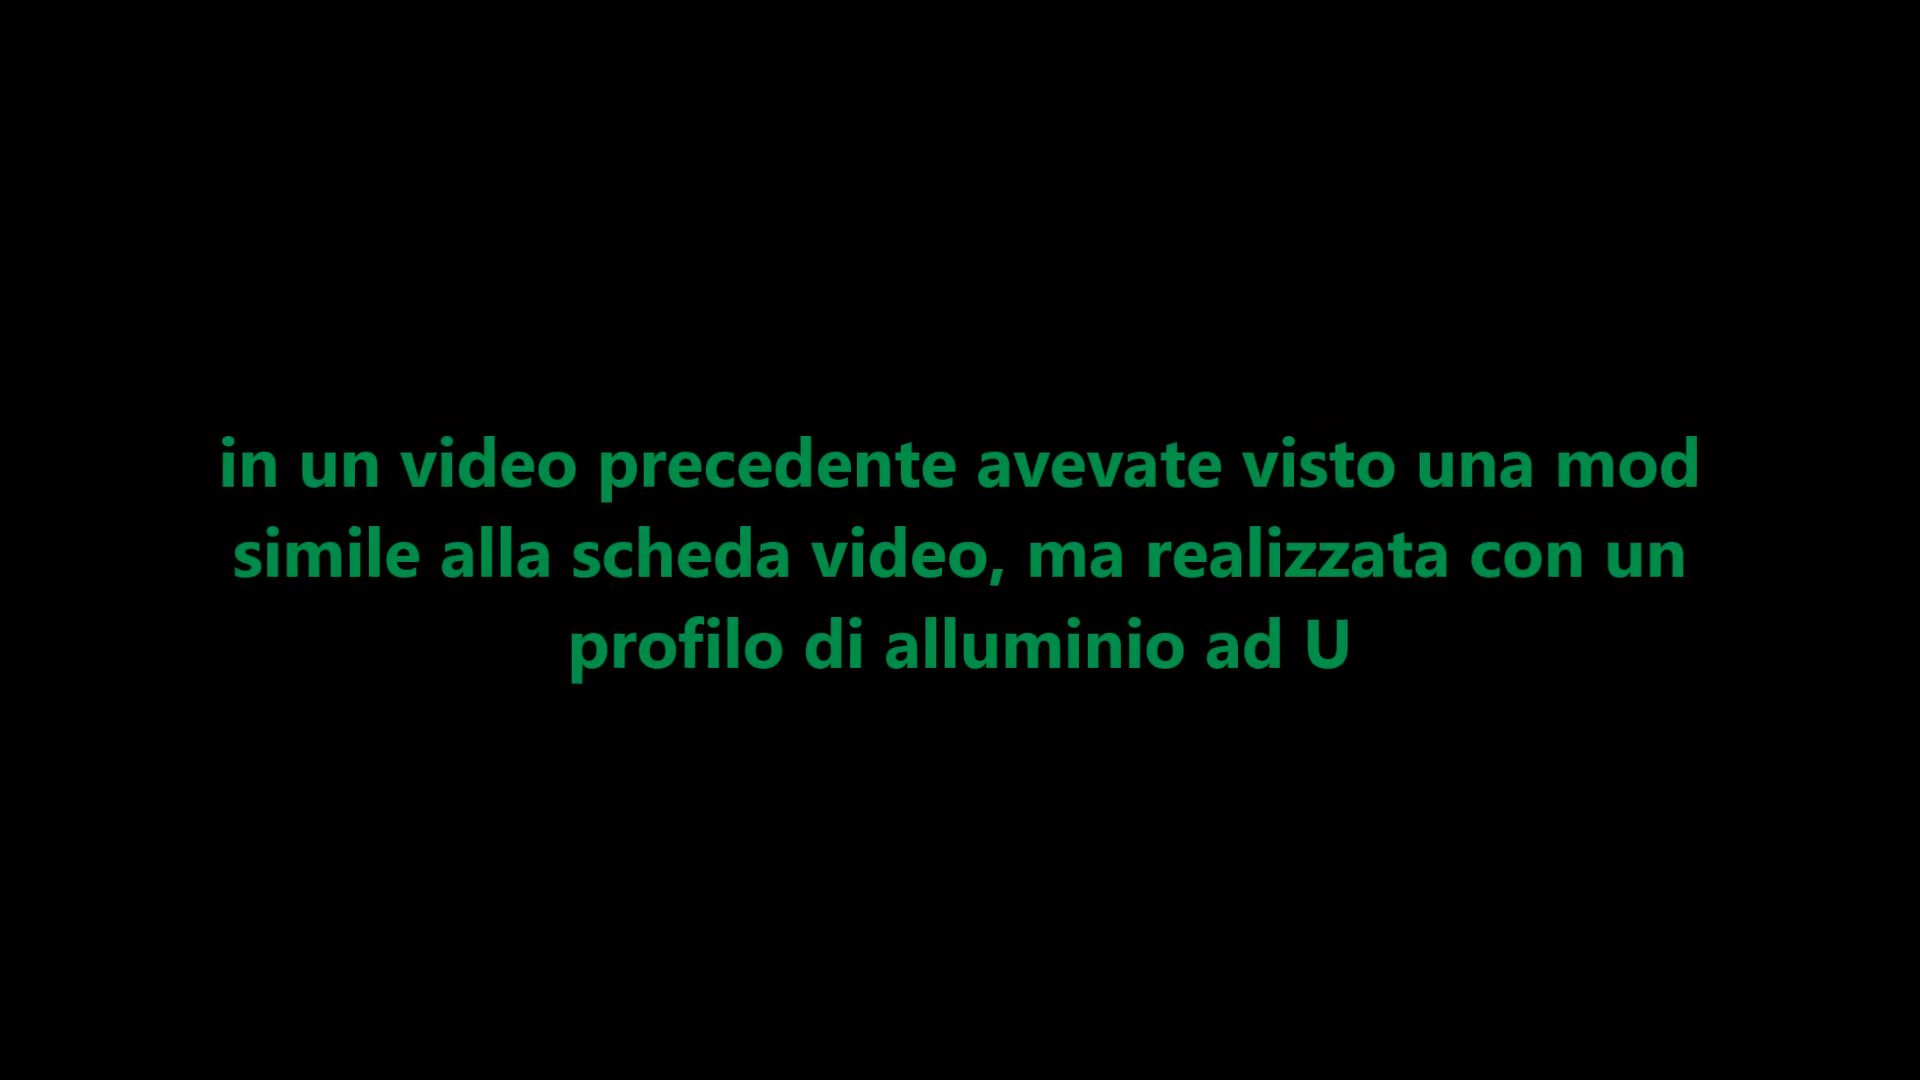 in un video precedente avevate visto una mod
simile alla scheda video, ma realizzata con un
profilo di alluminio ad U